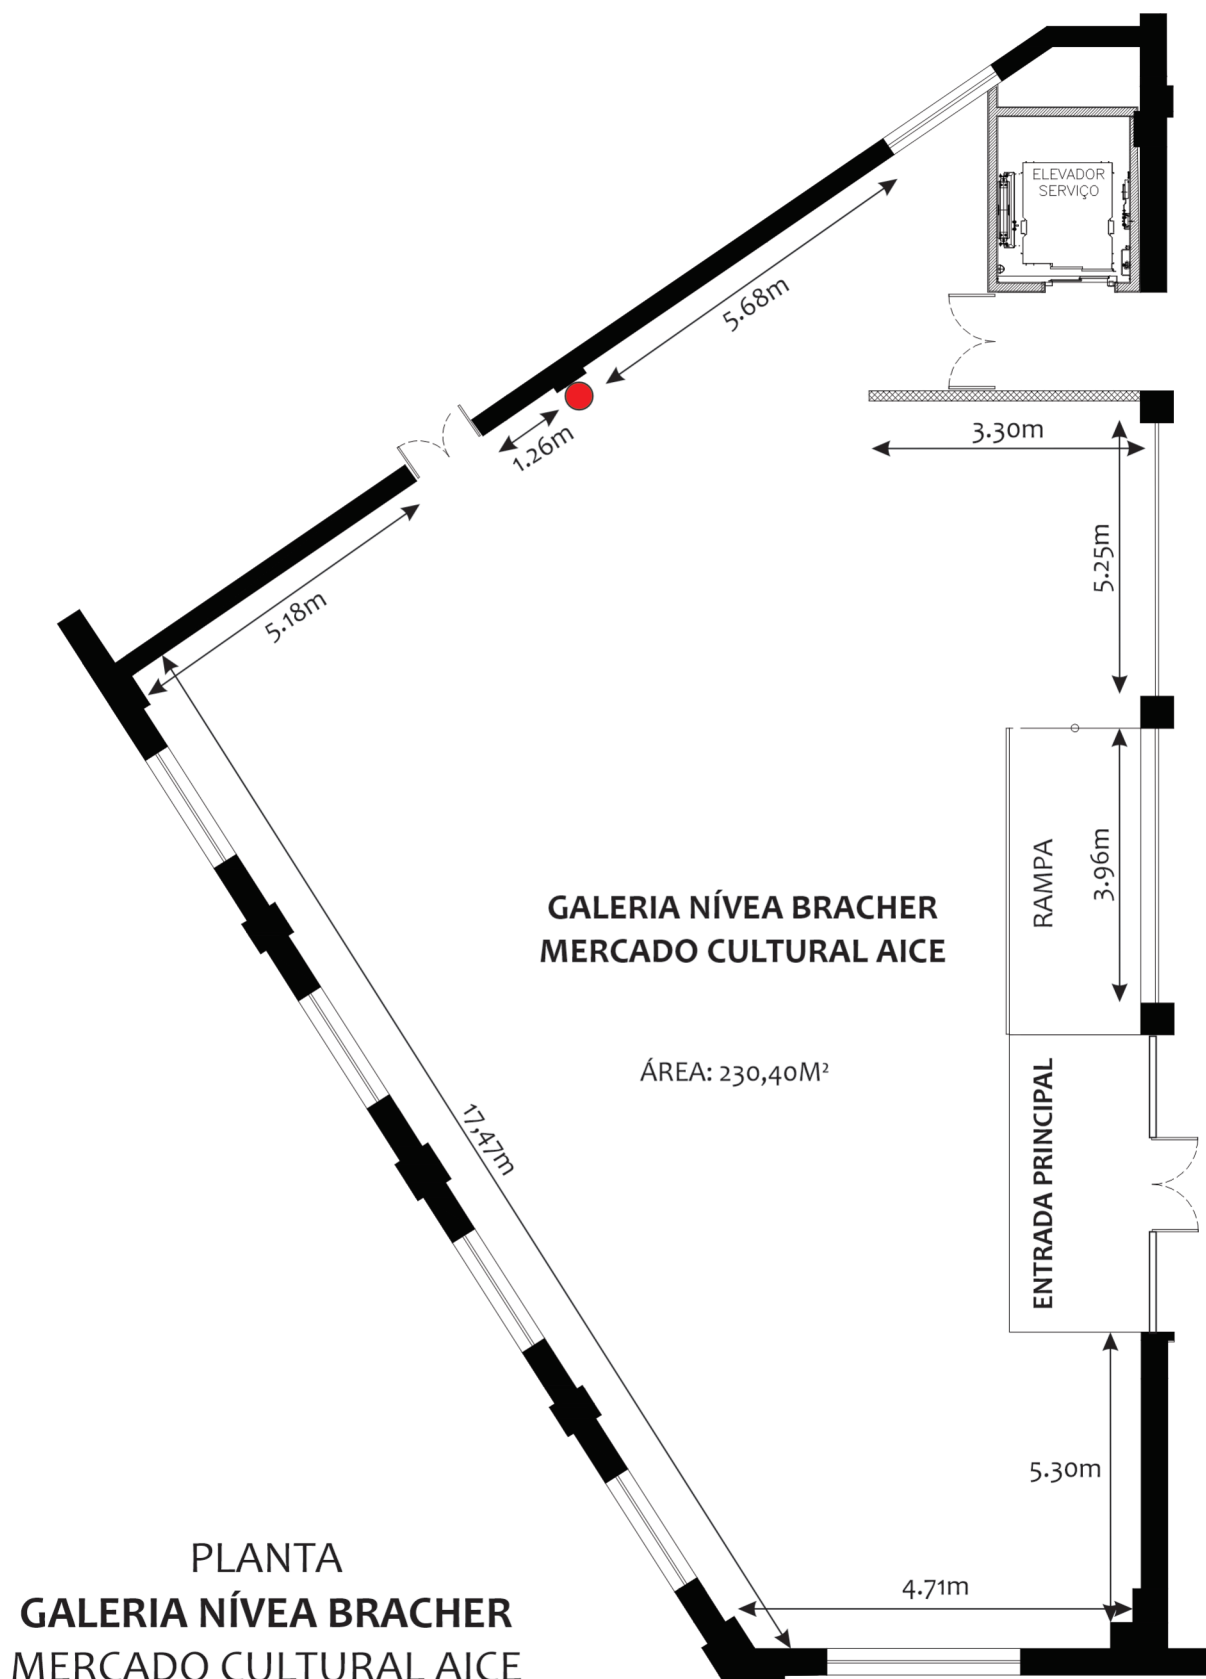 ELEVADOR
SERVIÇO
5.68m
1.26m
3.30m
5.25m
5.18m
RAMPA
3.96m
GALERIA NÍVEA BRACHER
MERCADO CULTURAL AICE
ÁREA: 230,40M²
17,47m
ENTRADA PRINCIPAL
5.30m
4.71m
PLANTA
GALERIA NÍVEA BRACHER
MERCADO CULTURAL AICE